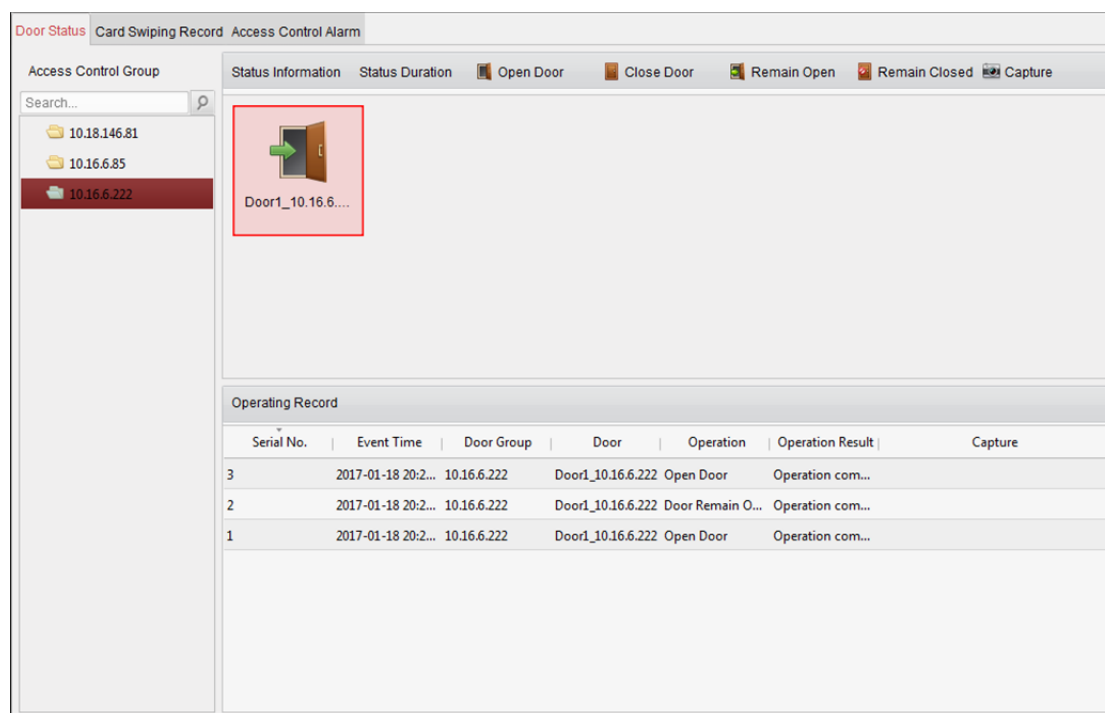 Door Status Card Swiping Record Access Control Alarm
Access Control Group
Search...
10.18.146.81
10.16.6.85
10.16.6.222
Status Information Status Duration Open Door Close Door Remain Open Remain Closed Capture
Door1_10.16.6....
Operating Record
Serial No. Event Time Door Group Door Operation Operation Result Capture
3 2017-01-18 20:2... 10.16.6.222 Door1_10.16.6.222 Open Door Operation com...
2 2017-01-18 20:2... 10.16.6.222 Door1_10.16.6.222 Door Remain O... Operation com...
1 2017-01-18 20:2... 10.16.6.222 Door1_10.16.6.222 Open Door Operation com...